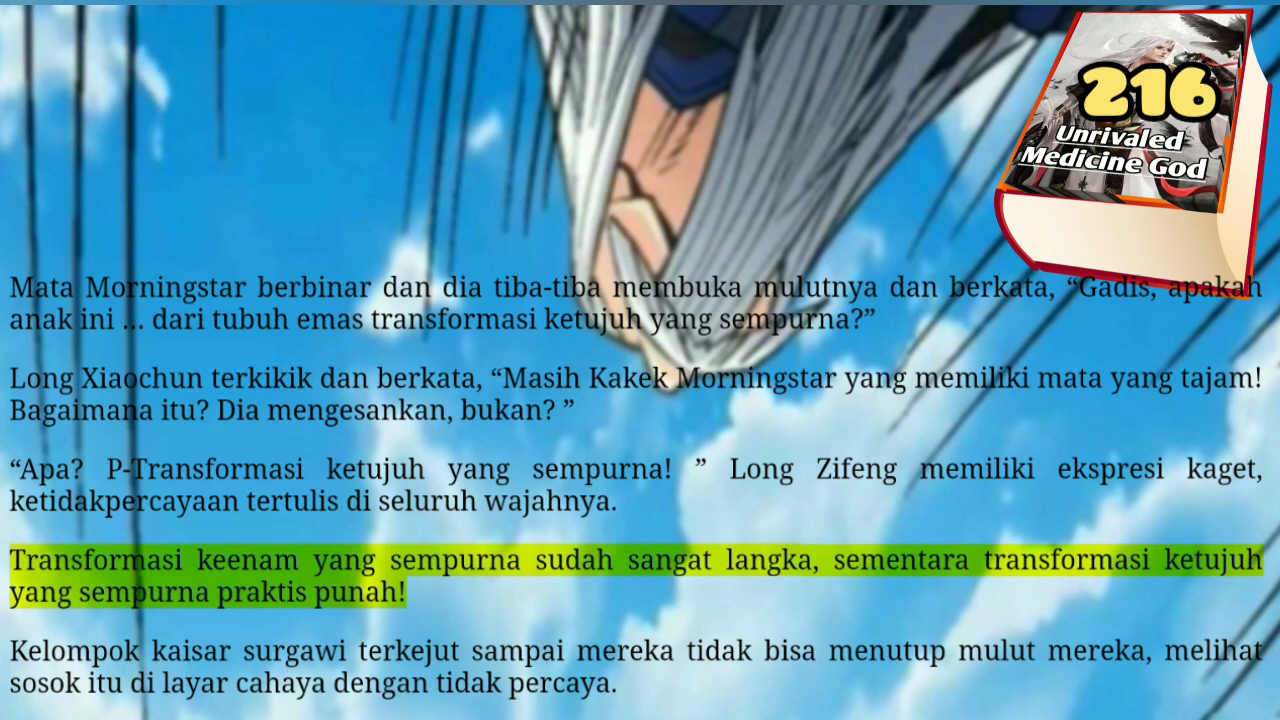 216
Unrivaled
Medicine God
Mata Morningstar berbinar dan dia tiba-tiba membuka mulutnya dan berkata, “Gadis, apakah
anak ini ... dari tubuh emas transformasi ketujuh yang sempurna?”
Long Xiaochun terkikik dan berkata, “Masih Kakek Morningstar yang memiliki mata yang tajam!
Bagaimana itu? Dia mengesankan, bukan? ”
“Apa? P-Transformasi ketujuh yang sempurna! ” Long Zifeng memiliki ekspresi kaget,
ketidakpercayaan tertulis di seluruh wajahnya.
Transformasi keenam yang sempurna sudah sangat langka, sementara transformasi ketujuh
yang sempurna praktis punah!
Kelompok kaisar surgawi terkejut sampai mereka tidak bisa menutup mulut mereka, melihat
sosok itu di layar cahaya dengan tidak percaya.